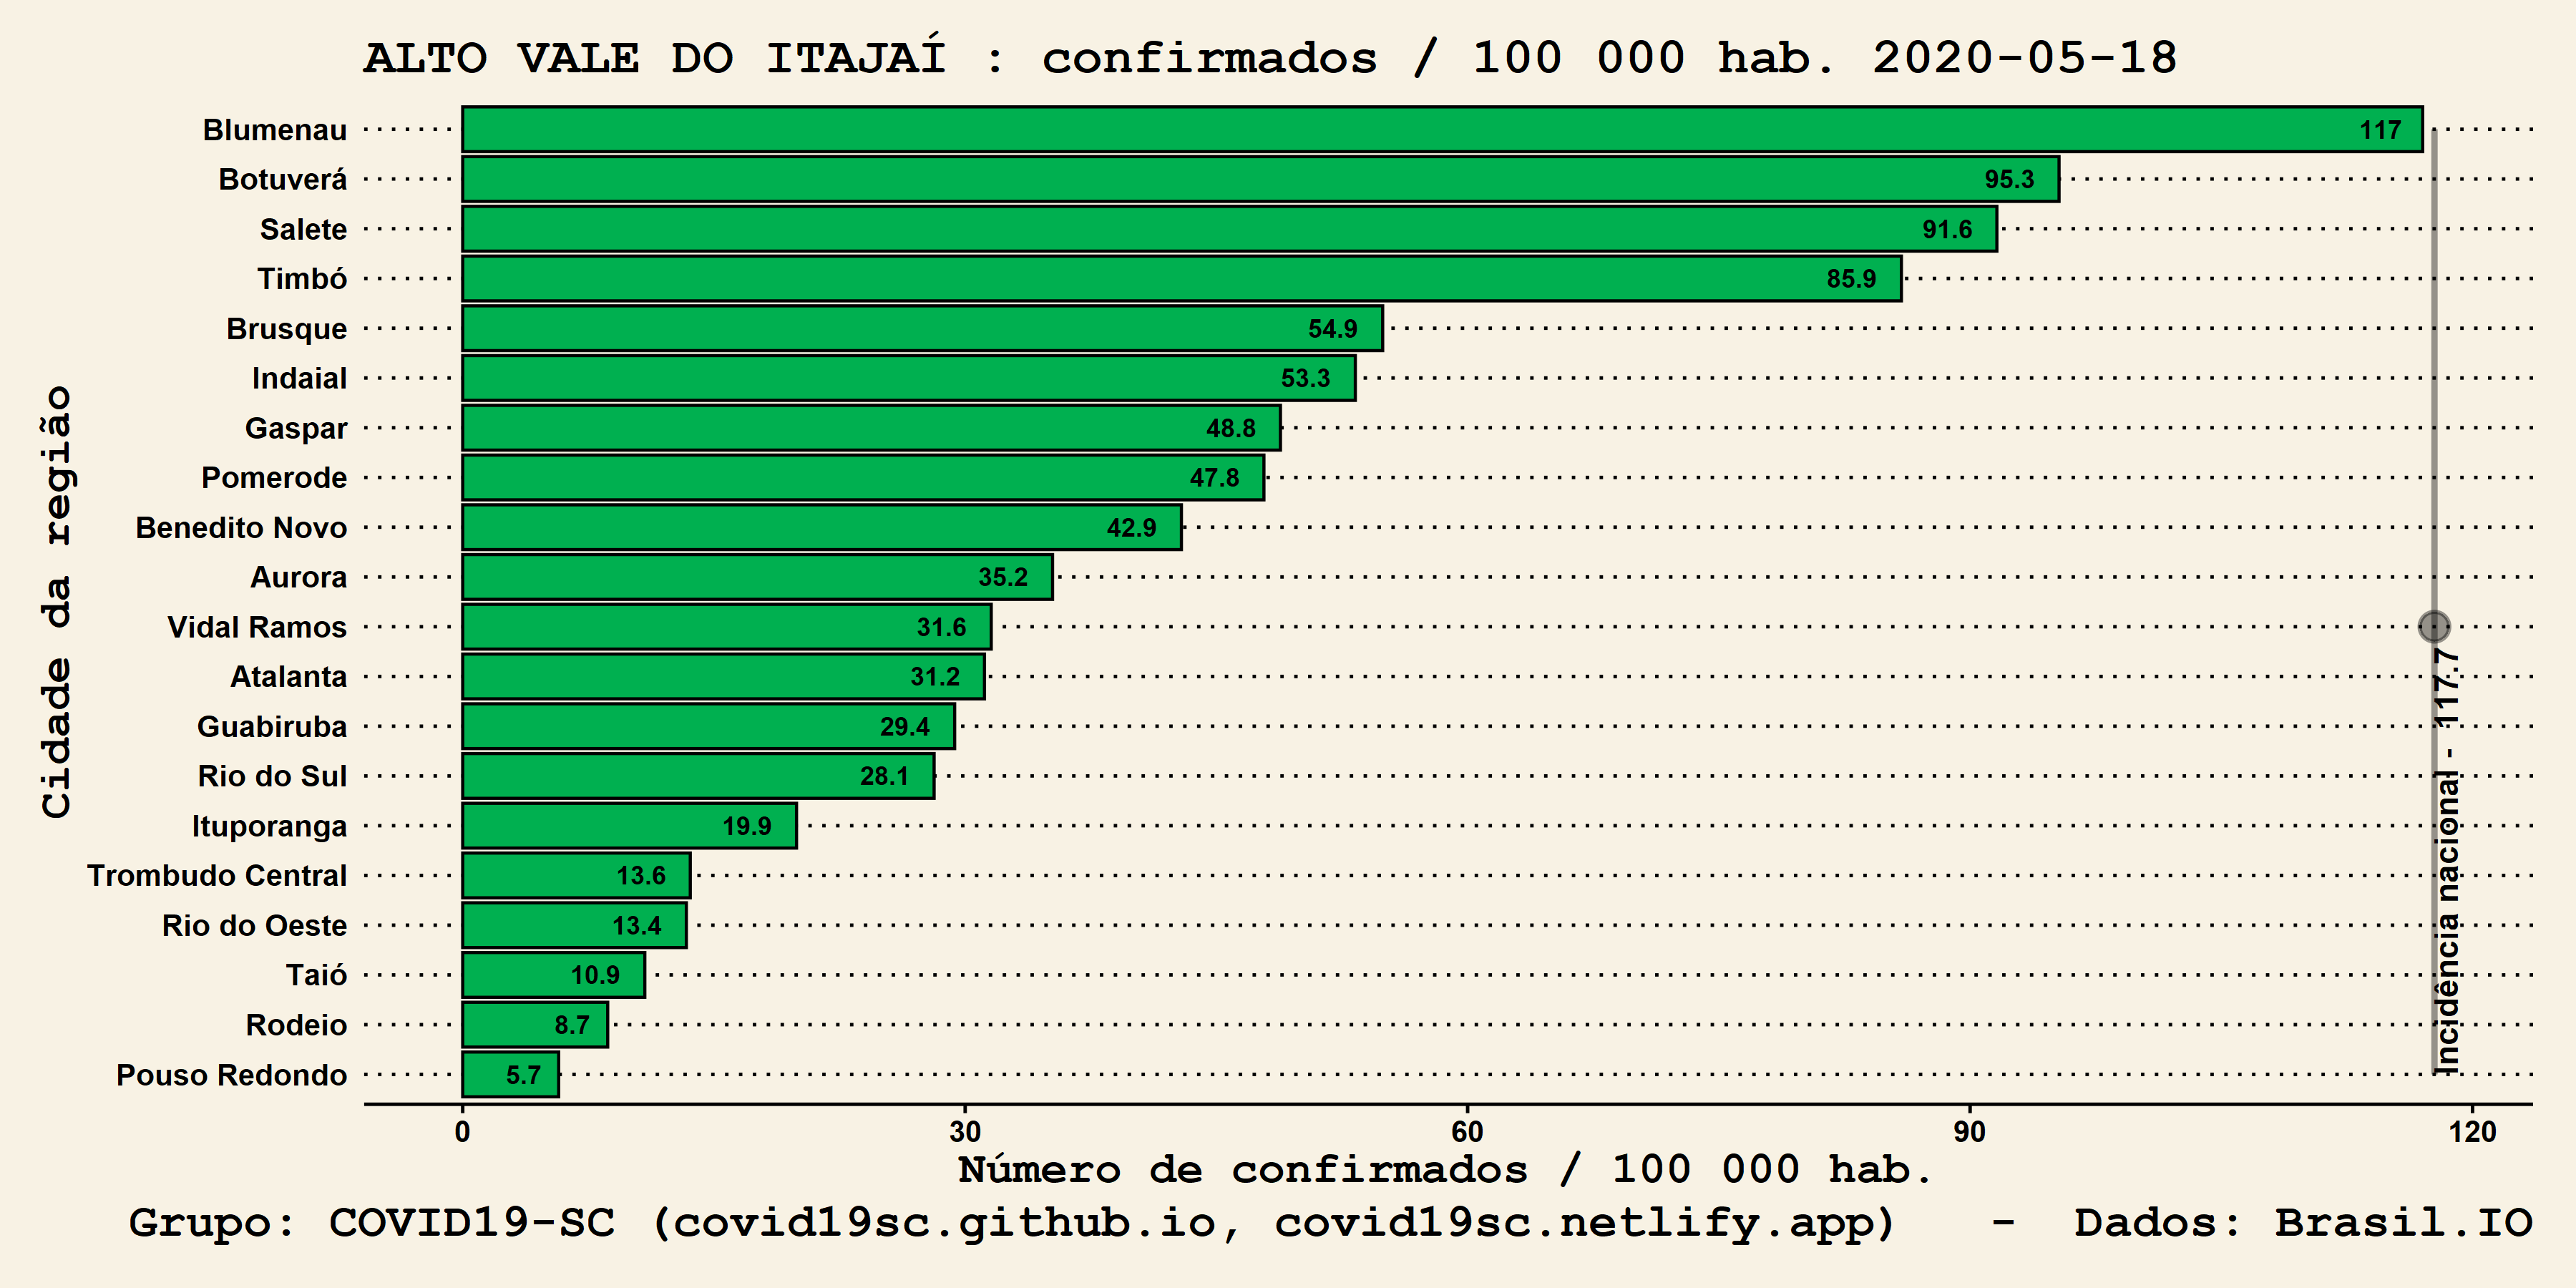 ALTO VALE DO ITAJAÍ : confirmados / 100 000 hab. 2020-05-18
Cidade da região
Blumenau 117
Botuverá 95.3
Salete 91.6
Timbó 85.9
Brusque 54.9
Indaial 53.3
Gaspar 48.8
Pomerode 47.8
Benedito Novo 42.9
Aurora 35.2
Vidal Ramos 31.6
Atalanta 31.2
Guabiruba 29.4
Rio do Sul 28.1
Ituporanga 19.9
Trombudo Central 13.6
Rio do Oeste 13.4
Taió 10.9
Rodeio 8.7
Pouso Redondo 5.7
Incidência nacional - 117.7
0 30 60 90 120
Número de confirmados / 100 000 hab.
Grupo: COVID19-SC (covid19sc.github.io, covid19sc.netlify.app) - Dados: Brasil.IO